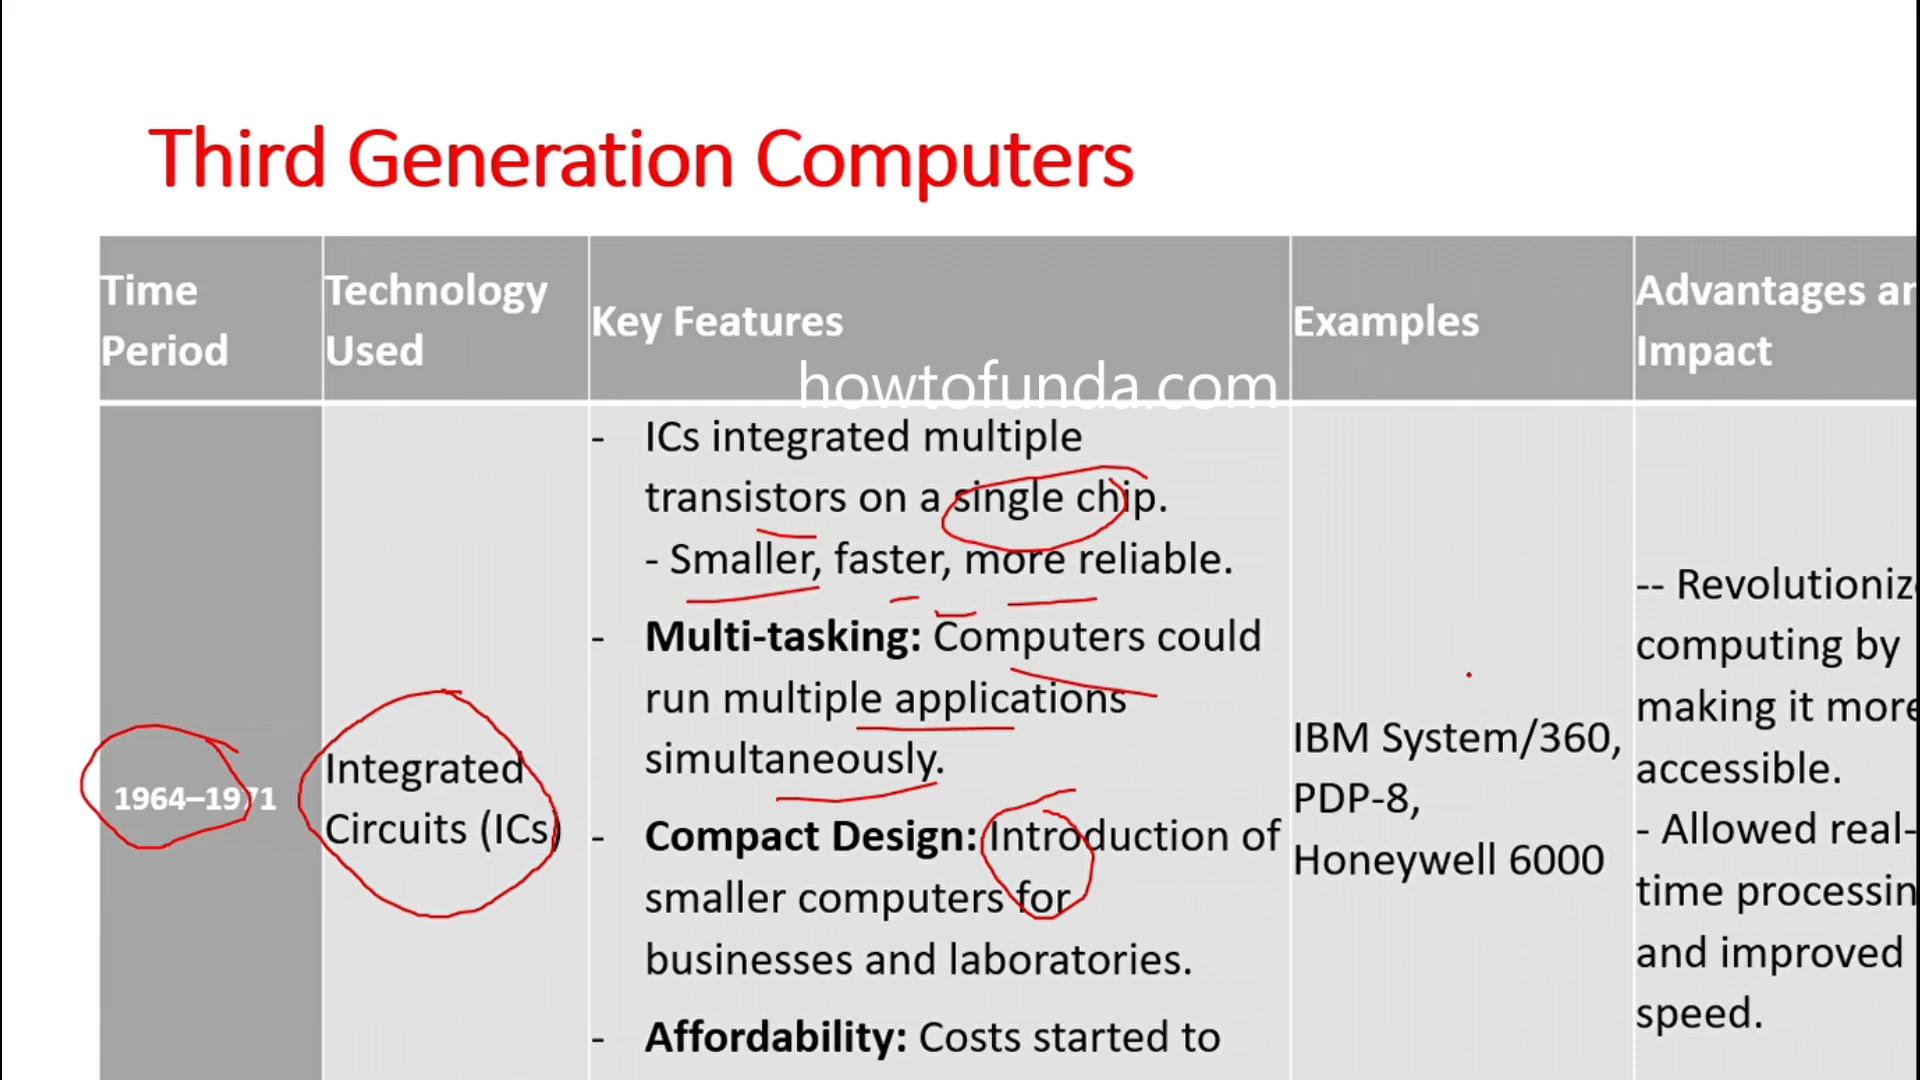 Third Generation Computers
Time
Period
Technology
Used
Key Features
Examples
Advantages
Impact
howtofunda.com
1964–1971
Integrated
Circuits (ICs)
- ICs integrated multiple
transistors on a single chip.
- Smaller, faster, more reliable.
- Multi-tasking: Computers could
run multiple applications
simultaneously.
- Compact Design: Introduction of
smaller computers for
businesses and laboratories.
- Affordability: Costs started to
IBM System/360,
PDP-8,
Honeywell 6000
--
computing by
making it more
accessible.
- Allowed real-
time
and improved
speed.